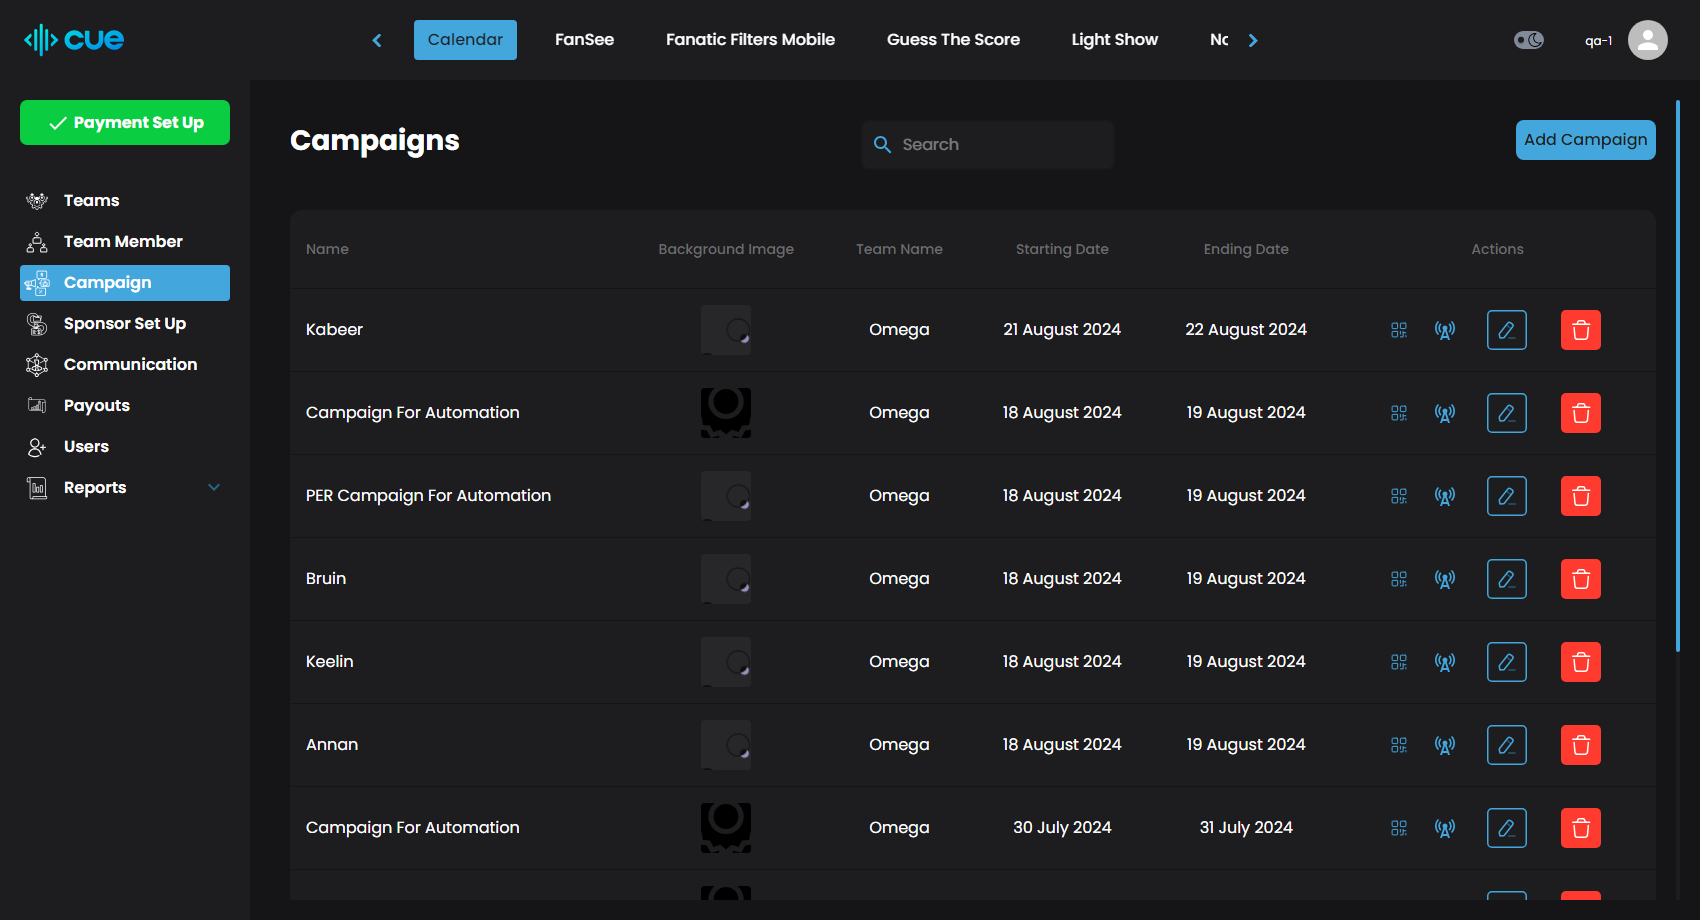 cue
Calendar
FanSee
Fanatic Filters Mobile
Guess The Score
Light Show
qa-1
Payment Set Up
Teams
Team Member
Campaign
Sponsor Set Up
Communication
Payouts
Users
Reports
Campaigns
Search
Add Campaign
Name Background Image Team Name Starting Date Ending Date Actions
Kabeer Omega 21 August 2024 22 August 2024
Campaign For Automation Omega 18 August 2024 19 August 2024
PER Campaign For Automation Omega 18 August 2024 19 August 2024
Bruin Omega 18 August 2024 19 August 2024
Keelin Omega 18 August 2024 19 August 2024
Annan Omega 18 August 2024 19 August 2024
Campaign For Automation Omega 30 July 2024 31 July 2024